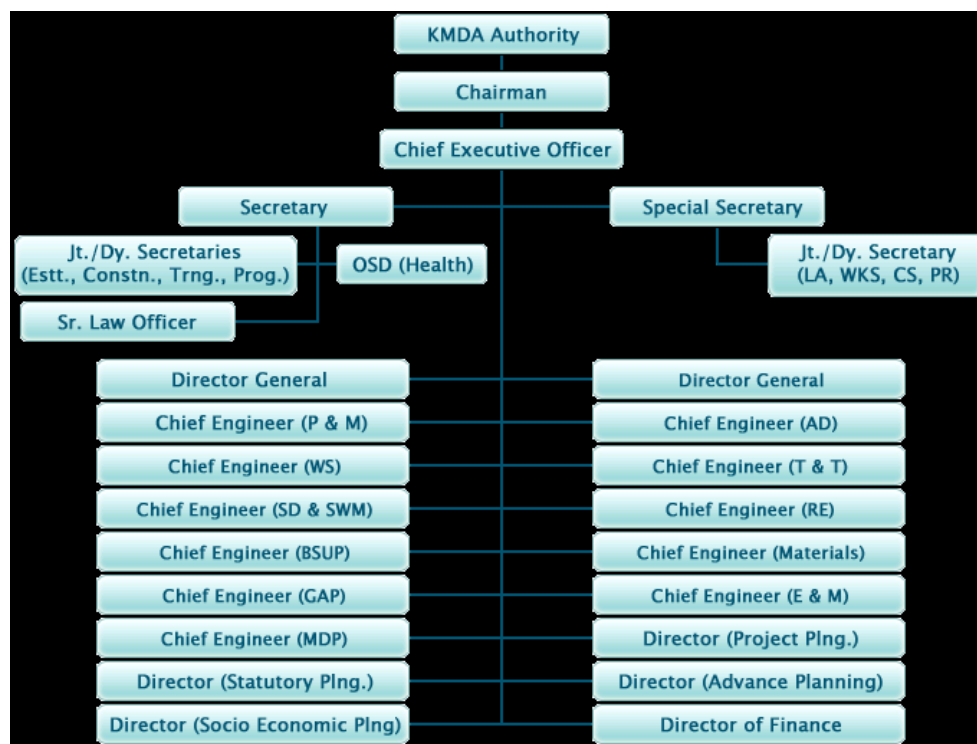 KMDA Authority
Chairman
Chief Executive Officer
Secretary
Special Secretary
Jt./Dy. Secretaries
(Estt., Constn., Trng., Prog.)
OSD (Health)
Jt./Dy. Secretary
(LA, WKS, CS, PR)
Sr. Law Officer
Director General
Director General
Chief Engineer (P & M)
Chief Engineer (AD)
Chief Engineer (WS)
Chief Engineer (T & T)
Chief Engineer (SD & SWM)
Chief Engineer (RE)
Chief Engineer (BSUP)
Chief Engineer (Materials)
Chief Engineer (GAP)
Chief Engineer (E & M)
Chief Engineer (MDP)
Director (Project Plng.)
Director (Statutory Plng.)
Director (Advance Planning)
Director (Socio Economic Plng)
Director of Finance